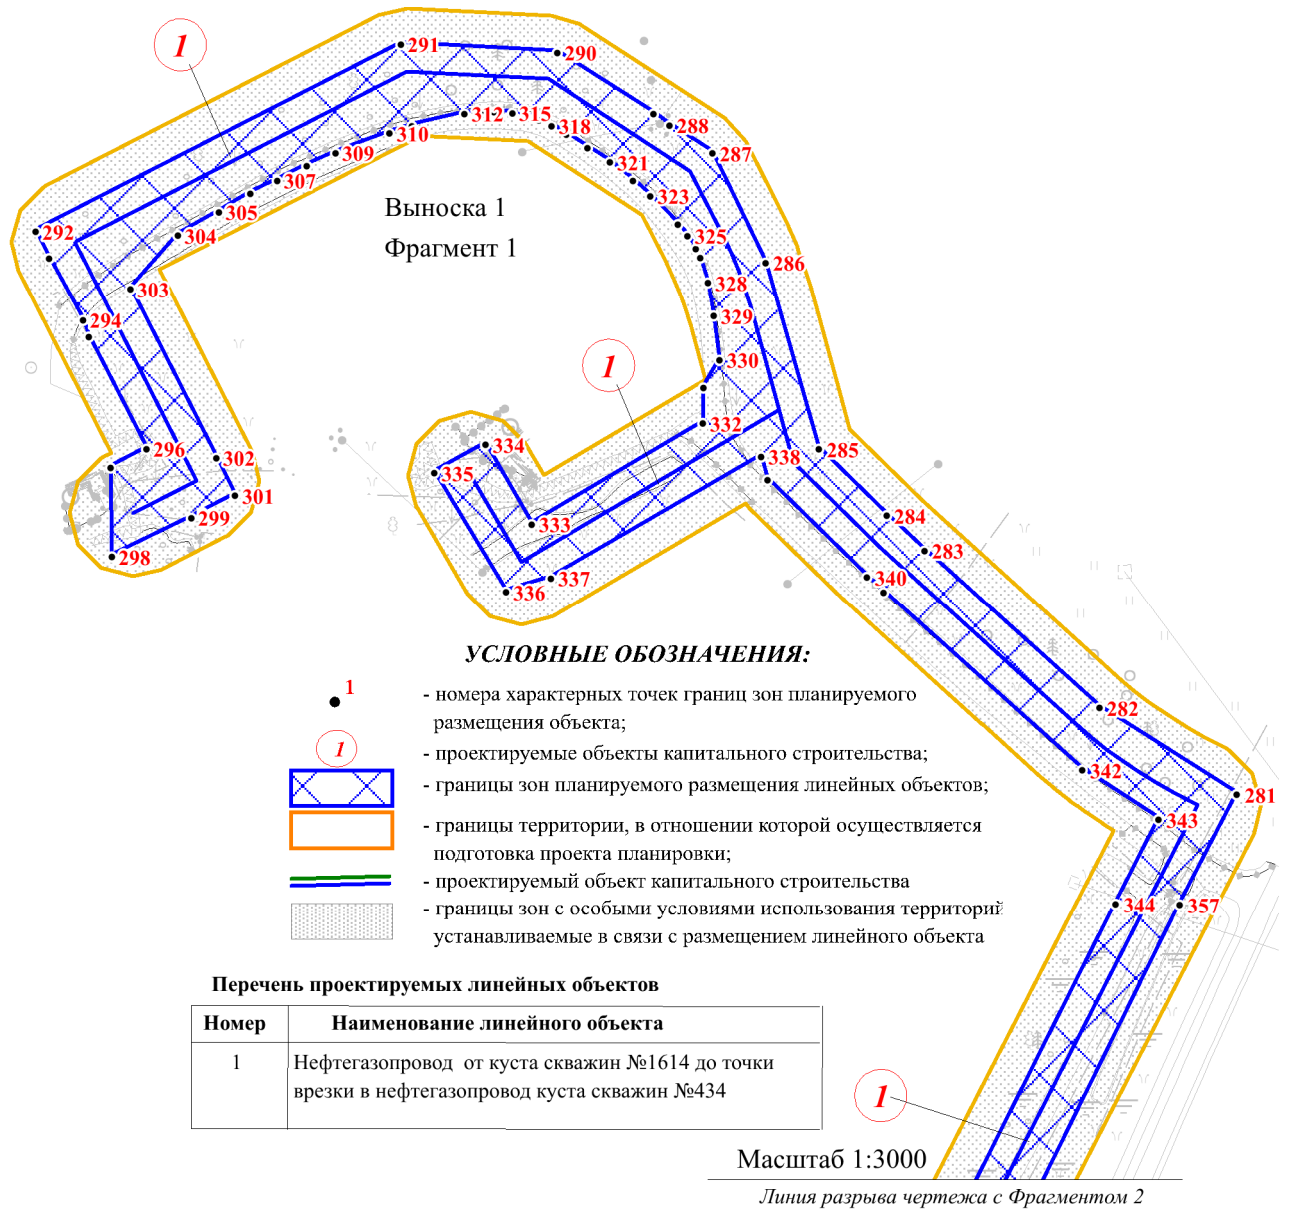 1
291
290
312
315
318
288
310
287
309
321
307
323
305
Выноска 1
292
304
325
Фрагмент 1
286
328
303
329
294
330
1
332
334
296
285
302
338
335
301
284
299
333
283
298
340
337
336
УСЛОВНЫЕ ОБОЗНАЧЕНИЯ:
1
- номера характерных точек границ зон планируемого
размещения объекта;
282
1
- проектируемые объекты капитального строительства;
342
- границы зон планируемого размещения линейных объектов;
281
343
- границы территории, в отношении которой осуществляется
подготовка проекта планировки;
- проектируемый объект капитального строительства
344
357
- границы зон с особыми условиями использования территорий
устанавливаемые в связи с размещением линейного объекта
Перечень проектируемых линейных объектов
Номер Наименование линейного объекта
1 Нефтегазопровод от куста скважин №1614 до точки
врезки в нефтегазопровод куста скважин №434
1
Масштаб 1:3000
Линия разрыва чертежа с Фрагментом 2